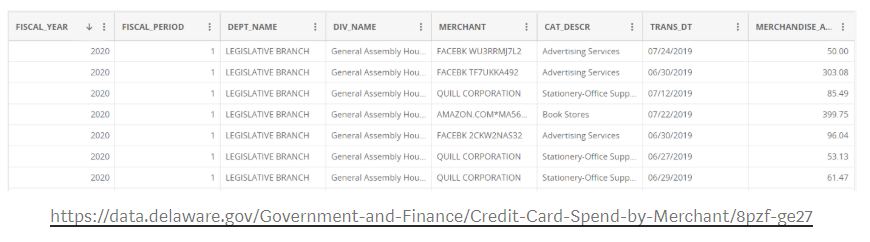 FISCAL_YEAR FISCAL_PERIOD DEPT_NAME DIV_NAME MERCHANT CAT_DESCR TRANS_DT MERCHANDISE_A...
2020 1 LEGISLATIVE BRANCH General Assembly Hou... FACEBK WU3RRMJ7L2 Advertising Services 07/24/2019 50.00
2020 1 LEGISLATIVE BRANCH General Assembly Hou... FACEBK TF7UKKA492 Advertising Services 06/30/2019 303.08
2020 1 LEGISLATIVE BRANCH General Assembly Hou... QUILL CORPORATION Stationery-Office Supp... 07/12/2019 85.49
2020 1 LEGISLATIVE BRANCH General Assembly Hou... AMAZON.COM*MA56... Book Stores 07/22/2019 399.75
2020 1 LEGISLATIVE BRANCH General Assembly Hou... FACEBK 2CKW2NAS32 Advertising Services 06/30/2019 96.04
2020 1 LEGISLATIVE BRANCH General Assembly Hou... QUILL CORPORATION Stationery-Office Supp... 06/27/2019 53.13
2020 1 LEGISLATIVE BRANCH General Assembly Hou... QUILL CORPORATION Stationery-Office Supp... 06/29/2019 61.47
https://data.delaware.gov/Government-and-Finance/Credit-Card-Spend-by-Merchant/8pzf-ge27